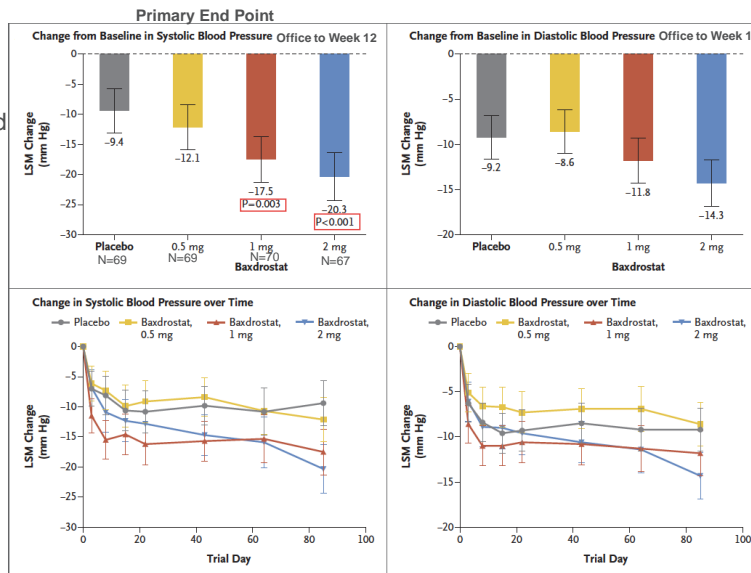 Primary End Point
Change from Baseline in Systolic Blood Pressure Office to Week 12
0
−5
−10
−15
−20
−25
−30
LSM Change
(mm Hg)
−9.4
−12.1
−17.5
P=0.003
−20.3
P<0.001
Placebo
0.5 mg
1 mg
2 mg
N=69
N=69
N=70
N=67
Baxdrostat
Change from Baseline in Diastolic Blood Pressure Office to Week 1
0
−5
−10
−15
−20
LSM Change
(mm Hg)
−9.2
−8.6
−11.8
−14.3
Placebo
0.5 mg
1 mg
2 mg
Baxdrostat
Change in Systolic Blood Pressure over Time
Placebo
Baxdrostat,
0.5 mg
Baxdrostat,
1 mg
Baxdrostat,
2 mg
0
−5
−10
−15
−20
−25
−30
LSM Change
(mm Hg)
0
20
40
60
80
100
Trial Day
Change in Diastolic Blood Pressure over Time
Placebo
Baxdrostat,
0.5 mg
Baxdrostat,
1 mg
Baxdrostat,
2 mg
0
−5
−10
−15
−20
LSM Change
(mm Hg)
0
20
40
60
80
100
Trial Day